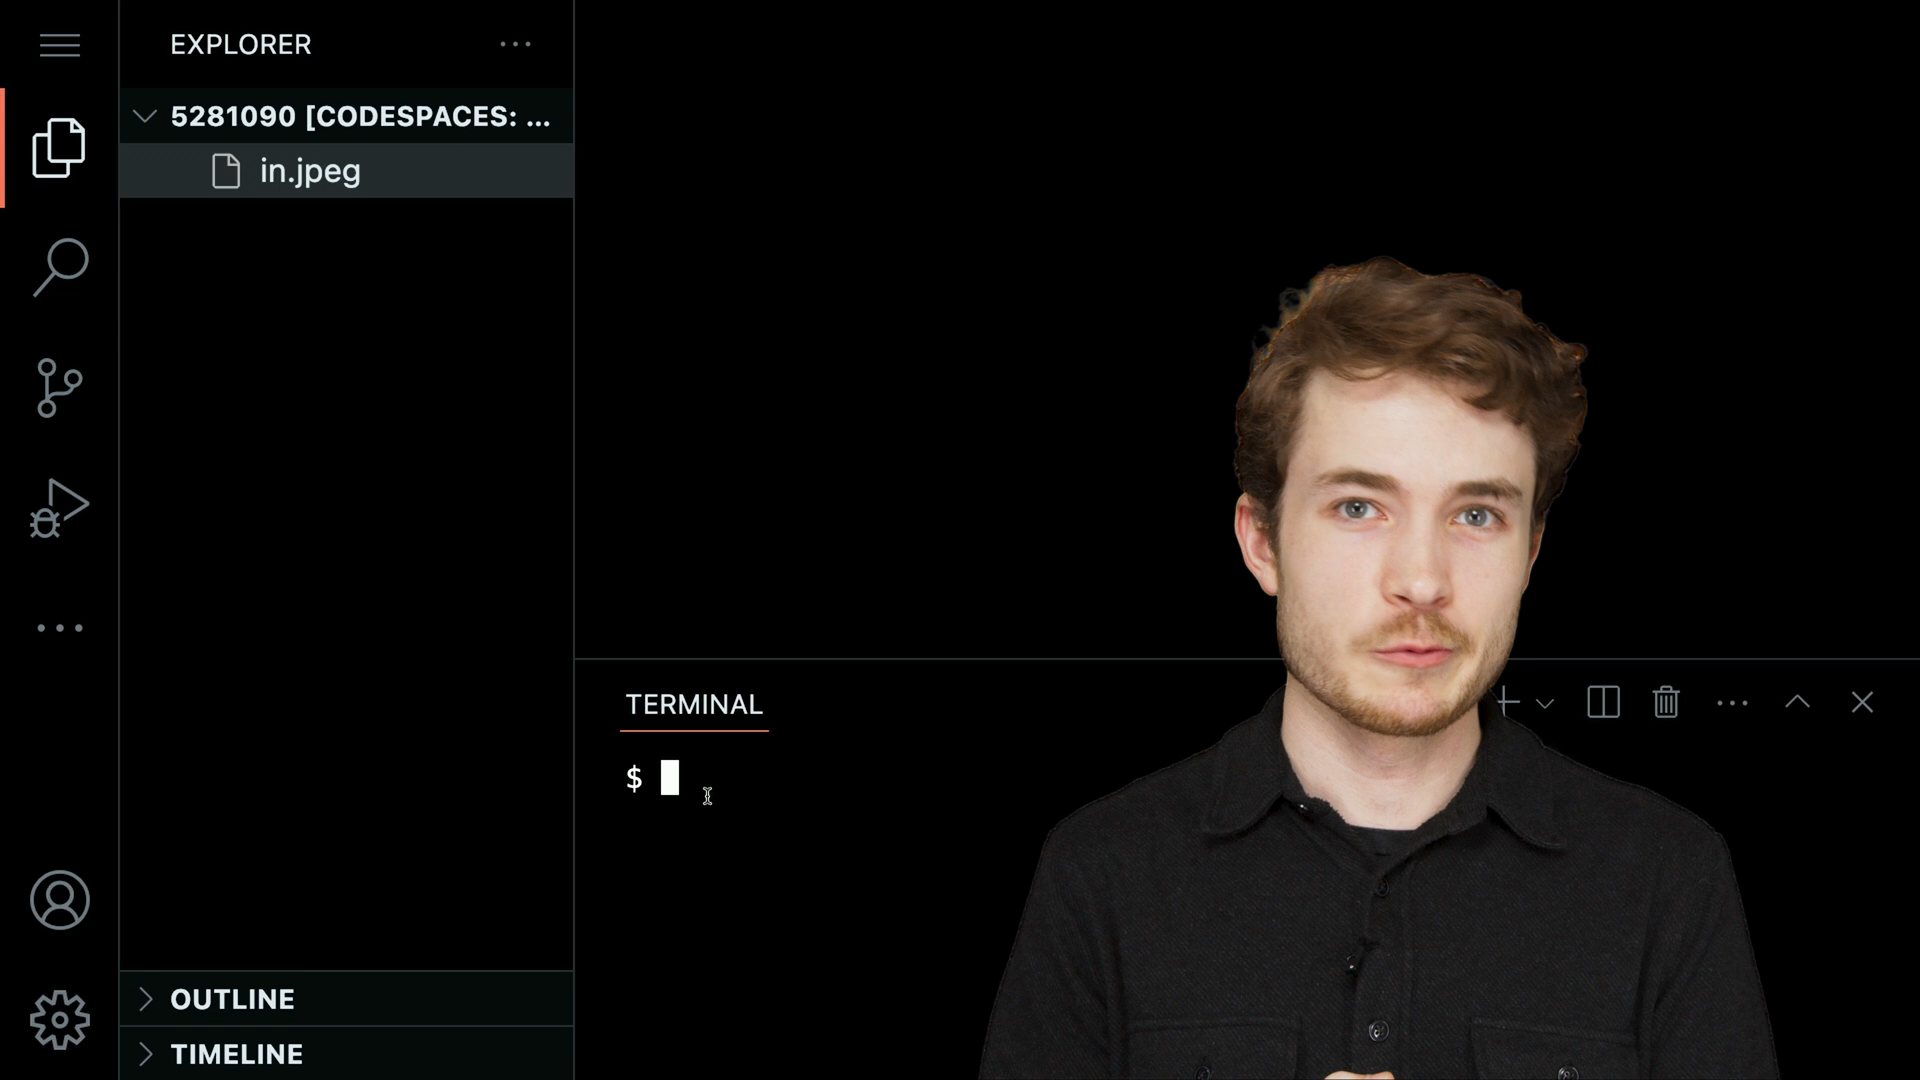 EXPLORER
5281090 [CODESPACES: ...
in.jpeg
TERMINAL
$
OUTLINE
TIMELINE